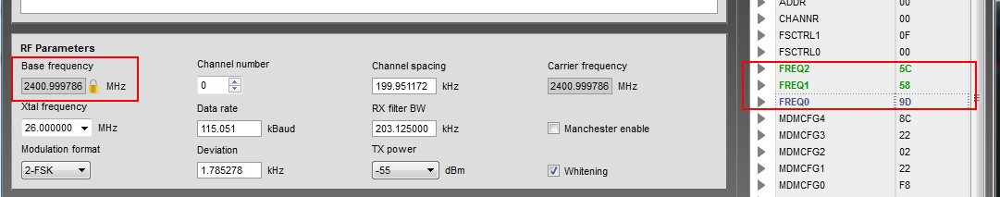 RF Parameters
Base frequency
2400.999786 MHz
Channel number
0
Channel spacing
199.951172 kHz
Carrier frequency
2400.999786 MHz
Xtal frequency
26.000000 MHz
Data rate
115.051 kBaud
RX filter BW
203.125000 kHz
Manchester enable
Modulation format
2-FSK
Deviation
1.785278 kHz
TX power
-55 dBm
Whitening
ADDR 00
CHANNR 00
FSCTRL1 0F
FSCTRL0 00
FREQ2 5C
FREQ1 58
FREQ0 9D
MDMCFG4 8C
MDMCFG3 22
MDMCFG2 02
MDMCFG1 22
MDMCFG0 F8